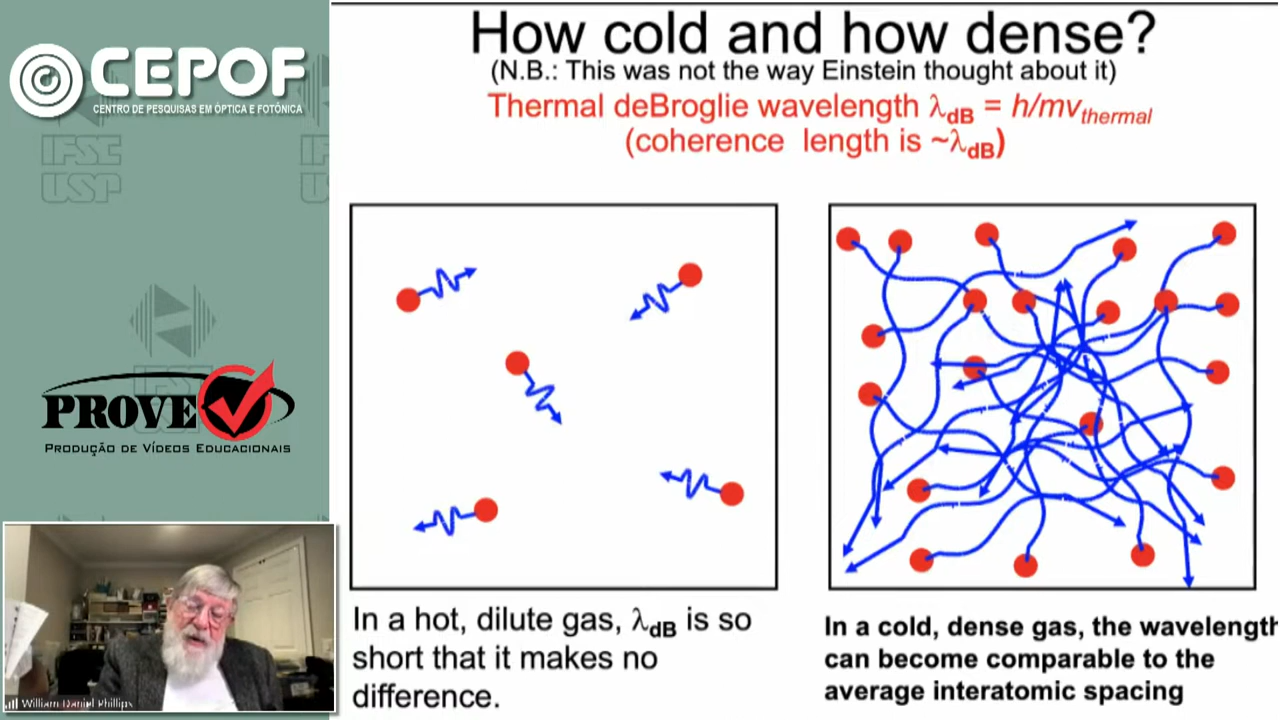 CEPOF
CENTRO DE PESQUISAS EM ÓPTICA E FOTÔNICA
IFSC
USP
PROVE
PRODUÇÃO DE VÍDEOS EDUCACIONAIS
William Daniel Phillips
How cold and how dense?
(N.B.: This was not the way Einstein thought about it)
Thermal deBroglie wavelength λdB = h/mvthermal
(coherence length is ~λdB)
In a hot, dilute gas, λdB is so
short that it makes no
difference.
In a cold, dense gas, the wavelength
can become comparable to the
average interatomic spacing